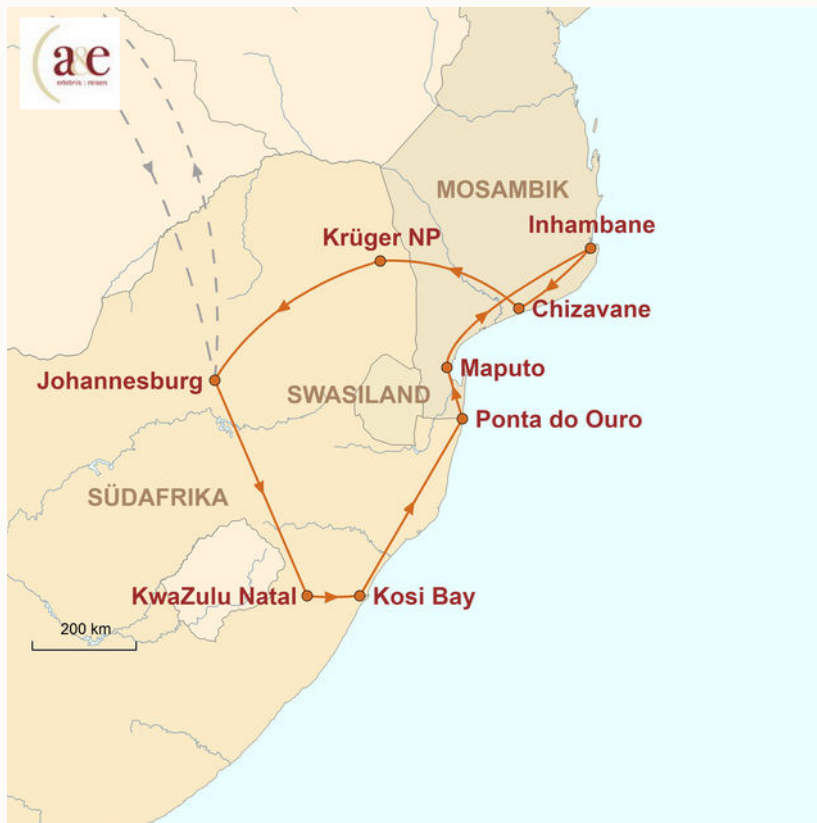 a&e
erlebnis : reisen
MOSAMBIK
Inhambane
Krüger NP
Chizavane
Maputo
Johannesburg
SWASILAND
Ponta do Ouro
SÜDAFRIKA
KwaZulu Natal
Kosi Bay
200 km